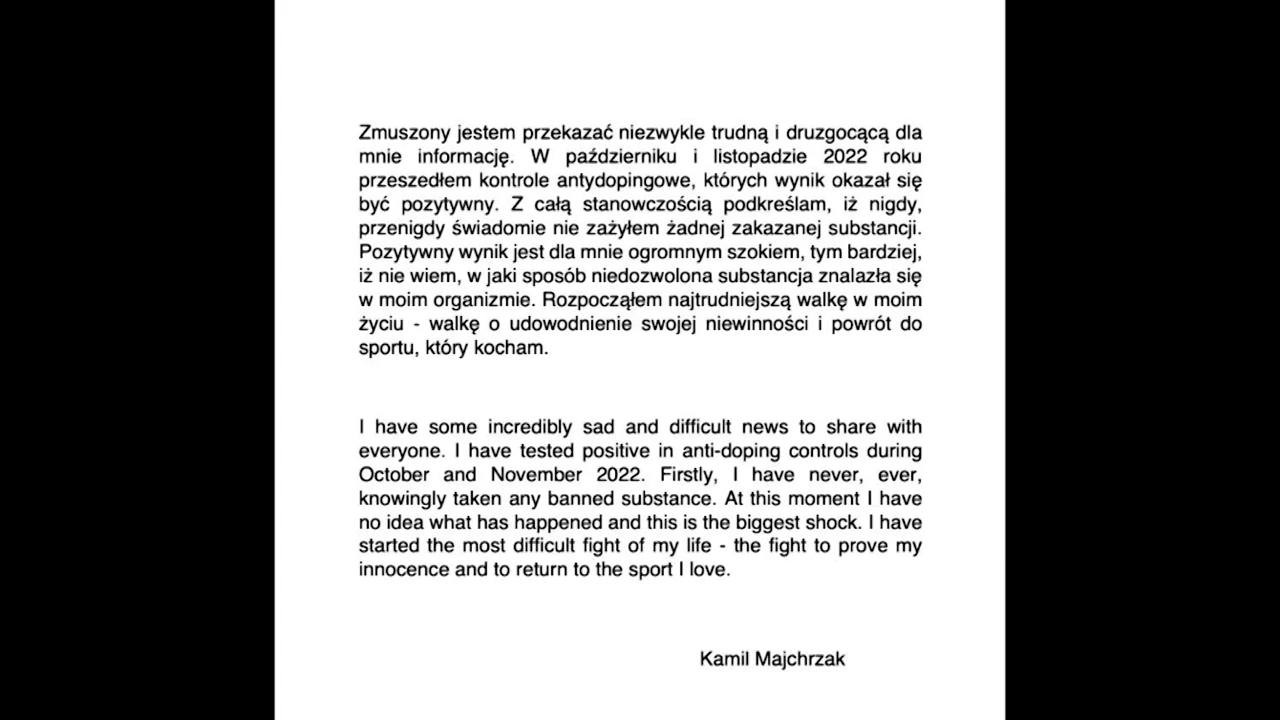 Zmuszony jestem przekazać niezwykle trudną i druzgocącą dla
mnie informację. W październiku i listopadzie 2022 roku
przeszedłem kontrole antydopingowe, których wynik okazał się
być pozytywny. Z całą stanowczością podkreślam, iż nigdy,
przenigdy świadomie nie zażyłem żadnej zakazanej substancji.
Pozytywny wynik jest dla mnie ogromnym szokiem, tym bardziej,
iż nie wiem, w jaki sposób niedozwolona substancja znalazła się
w moim organizmie. Rozpocząłem najtrudniejszą walkę w moim
życiu - walkę o udowodnienie swojej niewinności i powrót do
sportu, który kocham.
I have some incredibly sad and difficult news to share with
everyone. I have tested positive in anti-doping controls during
October and November 2022. Firstly, I have never, ever,
knowingly taken any banned substance. At this moment I have
no idea what has happened and this is the biggest shock. I have
started the most difficult fight of my life - the fight to prove my
innocence and to return to the sport I love.
Kamil Majchrzak